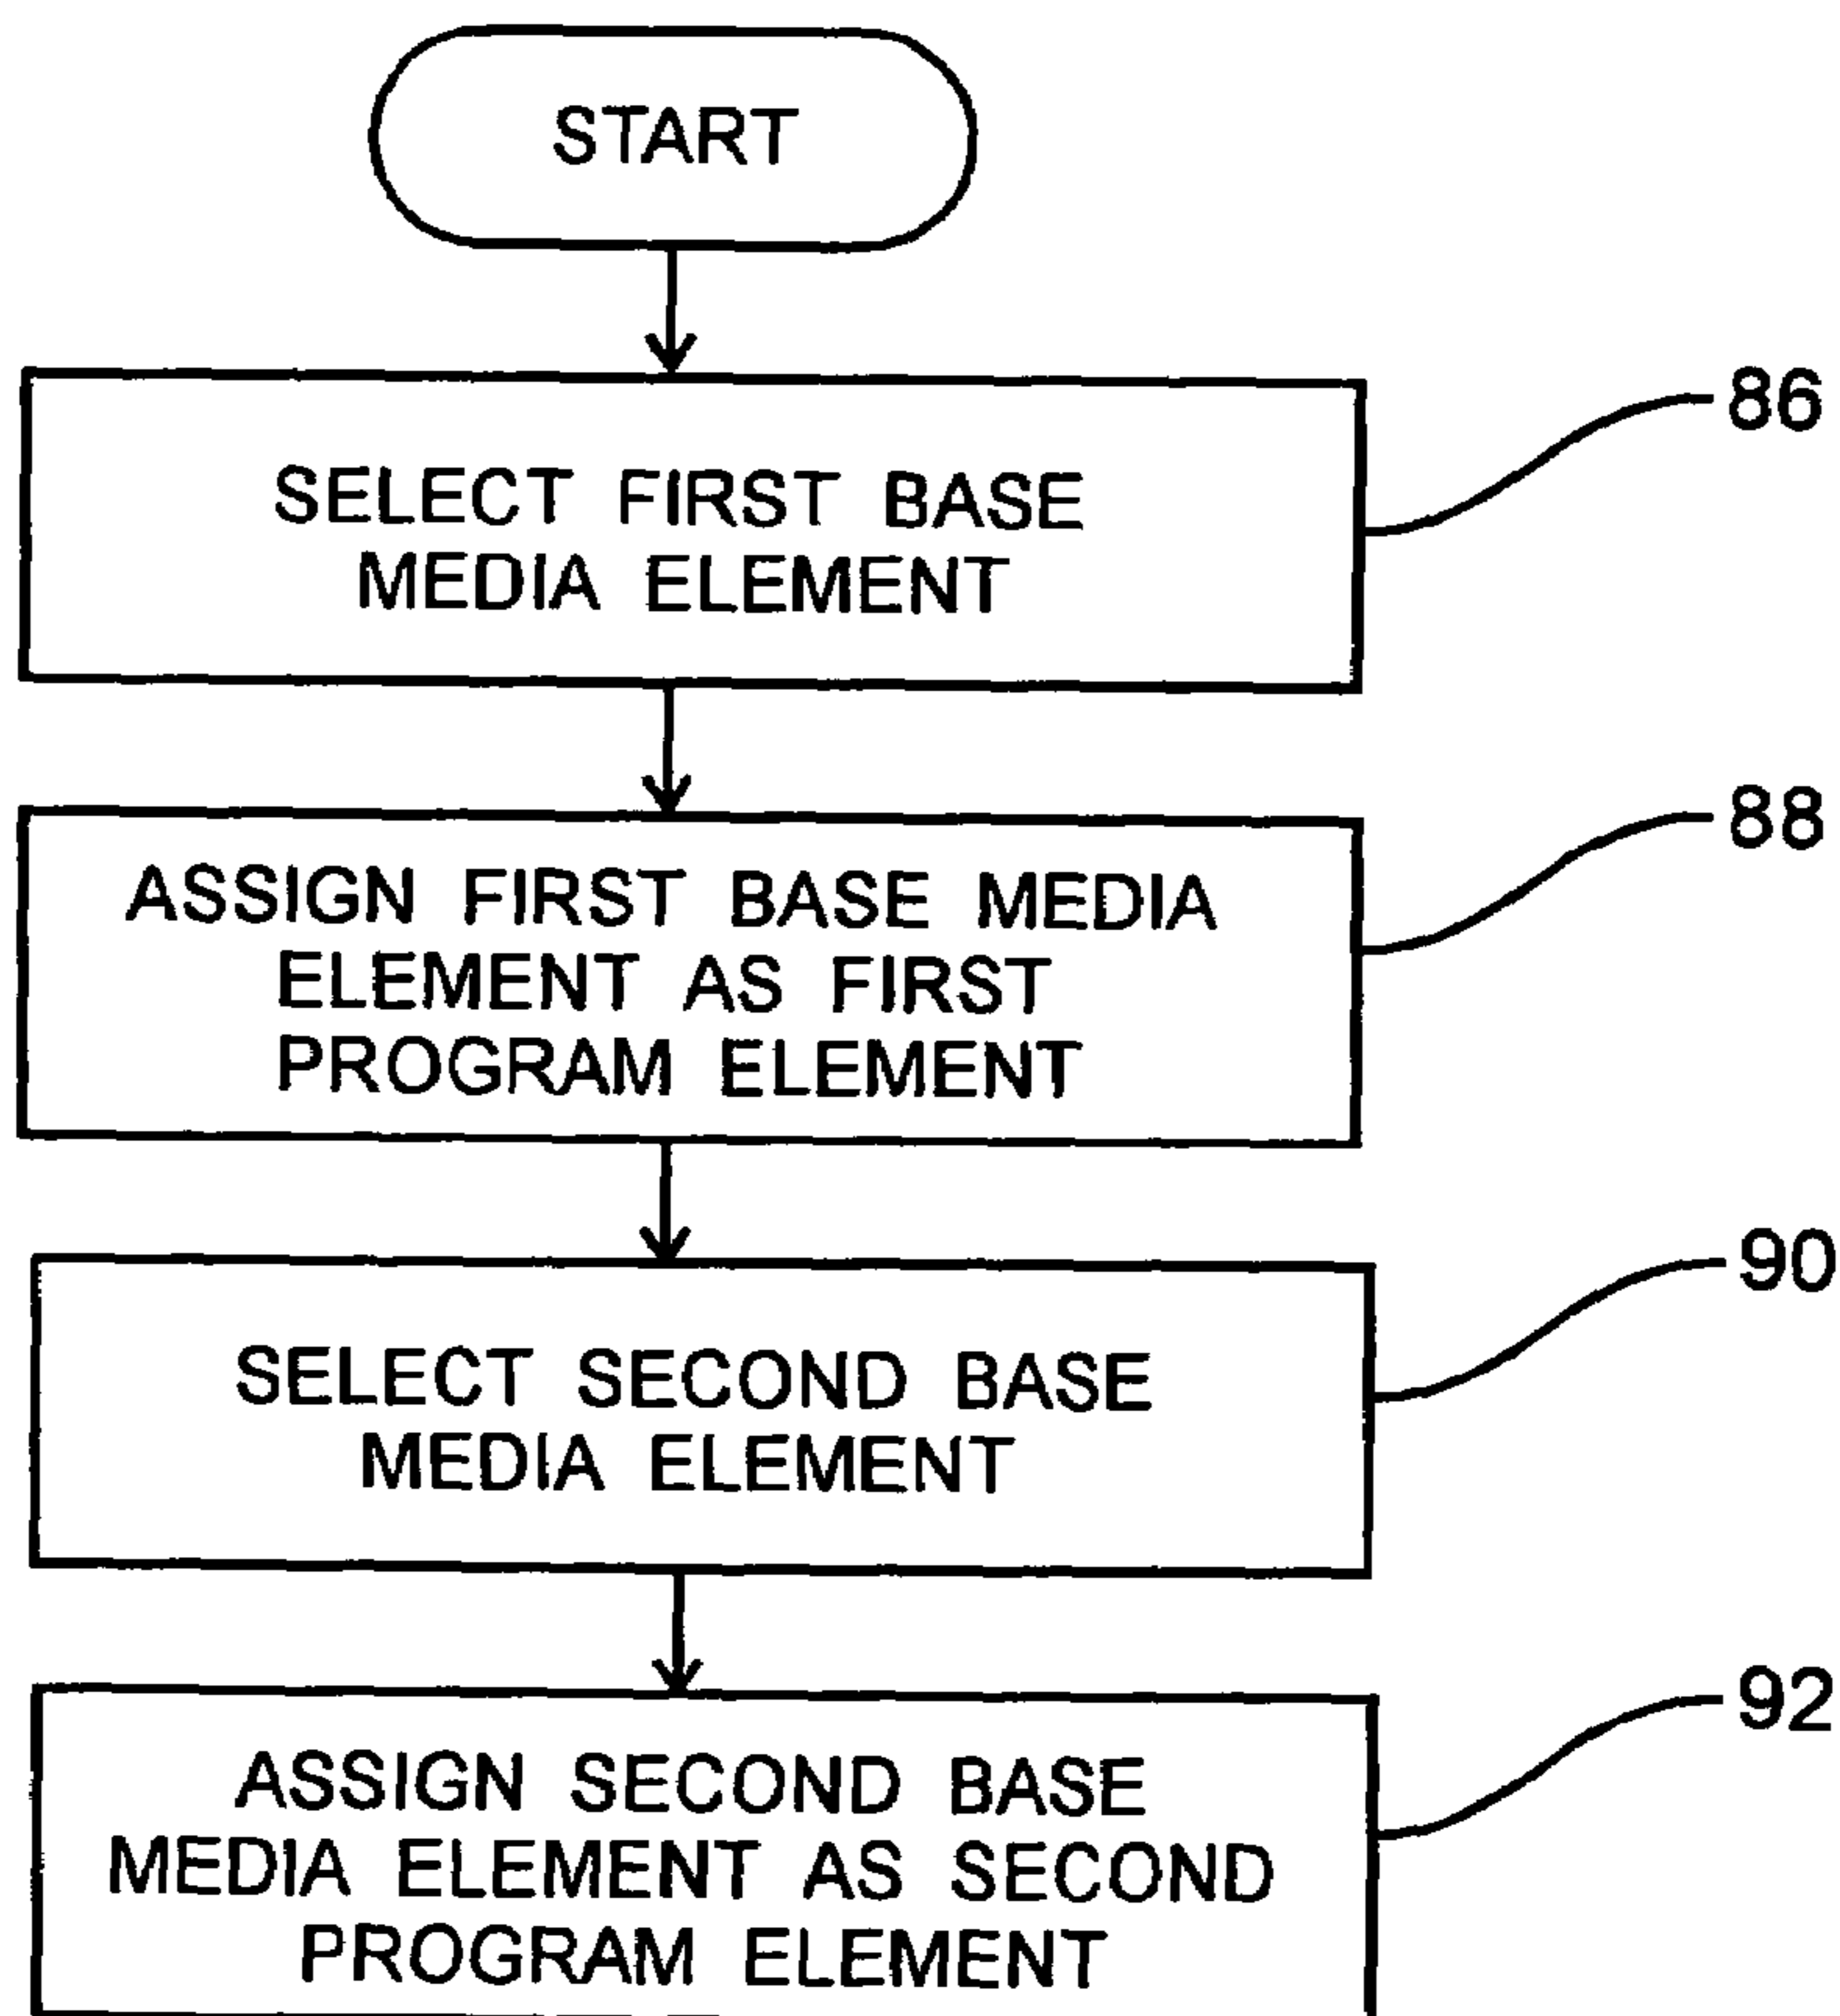 START
86
SELECT FIRST BASE
MEDIA ELEMENT
88
ASSIGN FIRST BASE MEDIA
ELEMENT AS FIRST
PROGRAM ELEMENT
90
SELECT SECOND BASE
MEDIA ELEMENT
92
ASSIGN SECOND BASE
MEDIA ELEMENT AS SECOND
PROGRAM ELEMENT